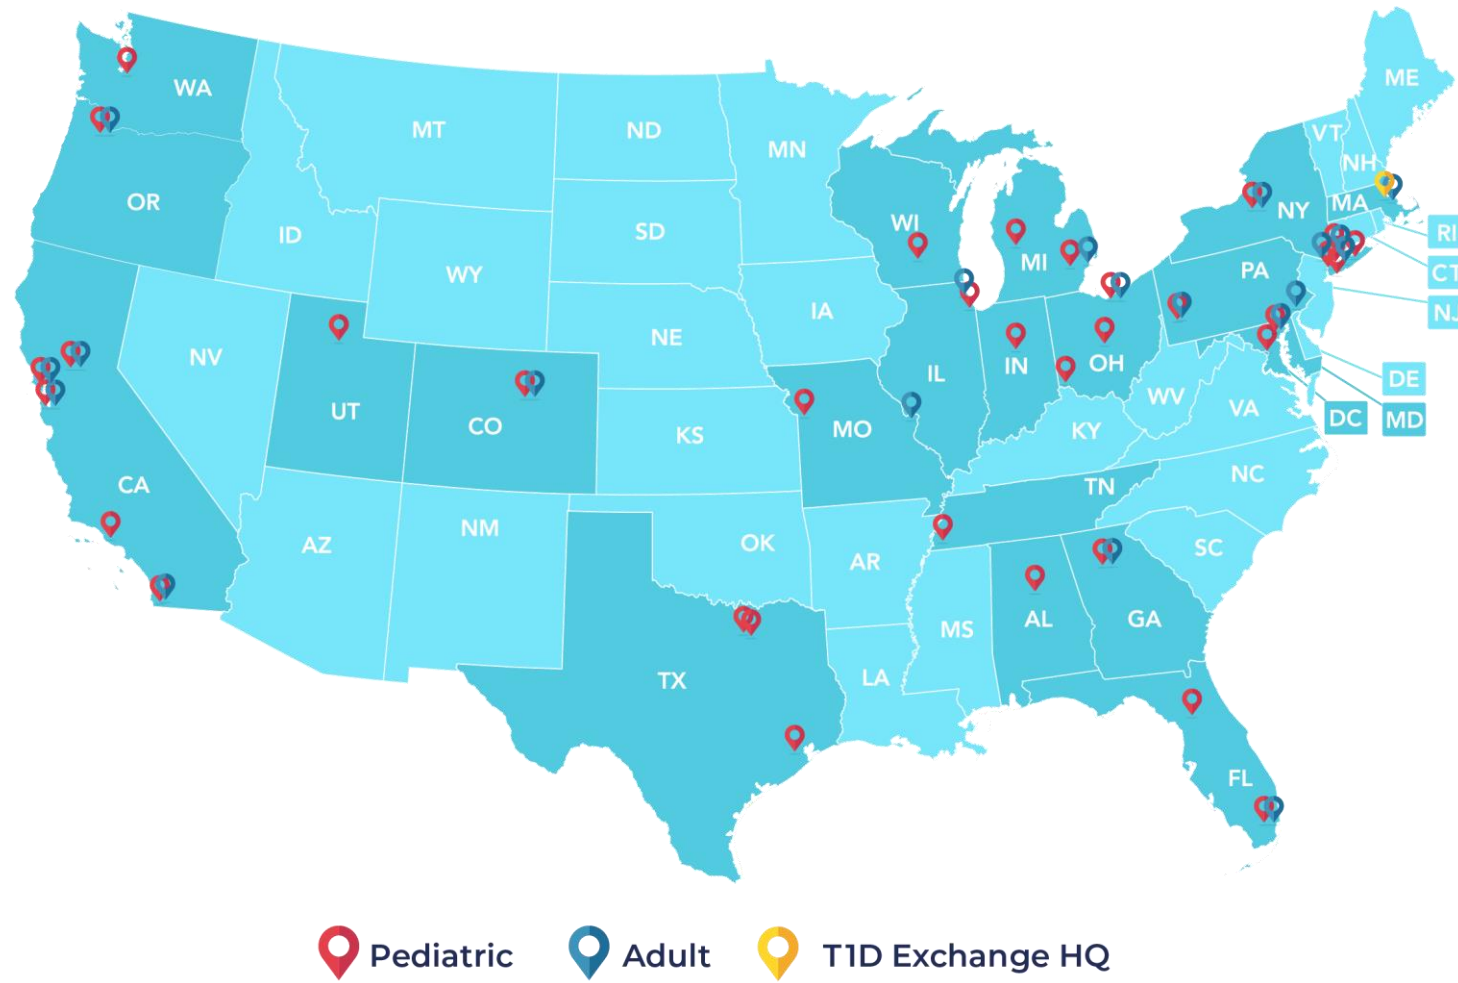 WA
ME
MT
ND
VT
MN
NH
OR
MA
NY
WI
ID
SD
RI
MI
WY
PA
CT
IA
NJ
NE
NV
OH
IN
IL
DE
WV
UT
VA
DC
MD
CO
MO
KY
KS
NC
CA
TN
NM
OK
AZ
SC
AR
AL
GA
MS
TX
LA
FL
Pediatric
Adult
T1D Exchange HQ